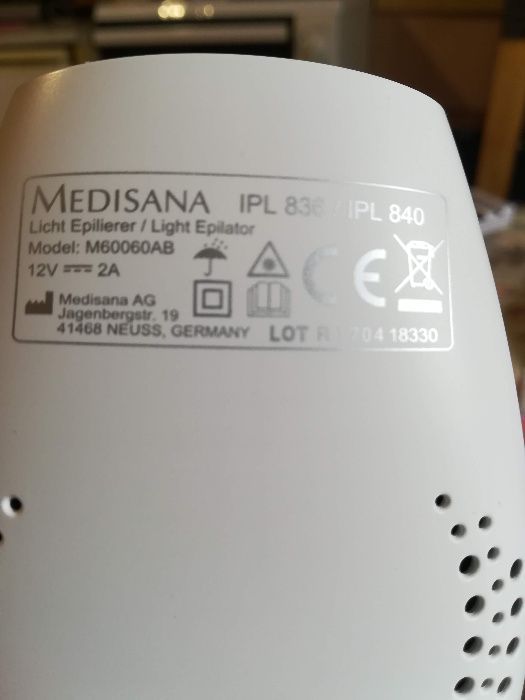 MEDISANA IPL 836 / IPL 840
Licht Epilierer / Light Epilator
Model: M60060AB
12V 2A
Medisana AG
Jagenbergstr. 19
41468 NEUSS, GERMANY
LOT 18330